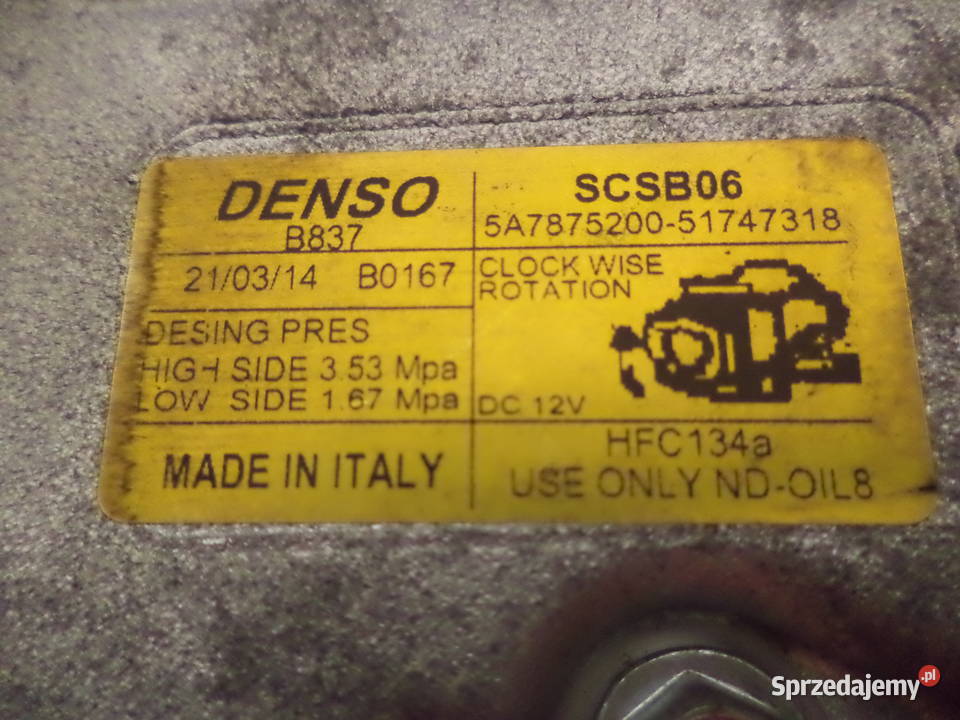 DENSO
B837
21/03/14 B0167
DESING PRES
HIGH SIDE 3.53 Mpa
LOW SIDE 1.67 Mpa
MADE IN ITALY
SCSB06
5A7875200-51747318
CLOCK WISE
ROTATION
DC 12V
HFC134a
USE ONLY ND-OIL8
Sprzedajemy.pl